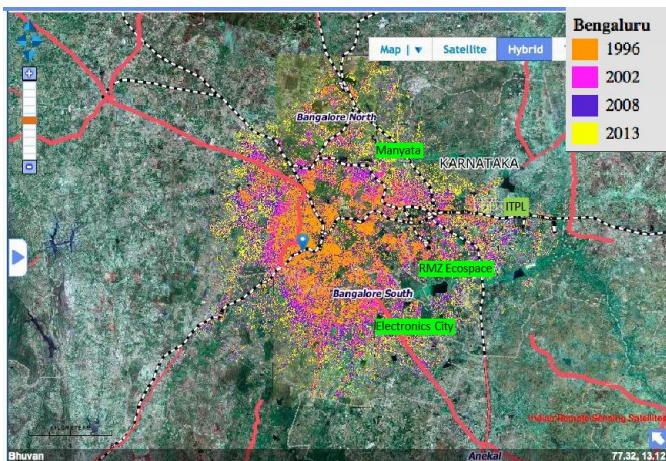 Bengaluru
1996
2002
2008
2013
Map | ▼
Satellite
Hybrid
Bangalore North
Manyata
KARNATAKA
ITPL
RMZ Ecospace
Bangalore South
Electronics City
Indian Remote Sensing Satellites
Bhuvan
Anekal
77.32, 13.12